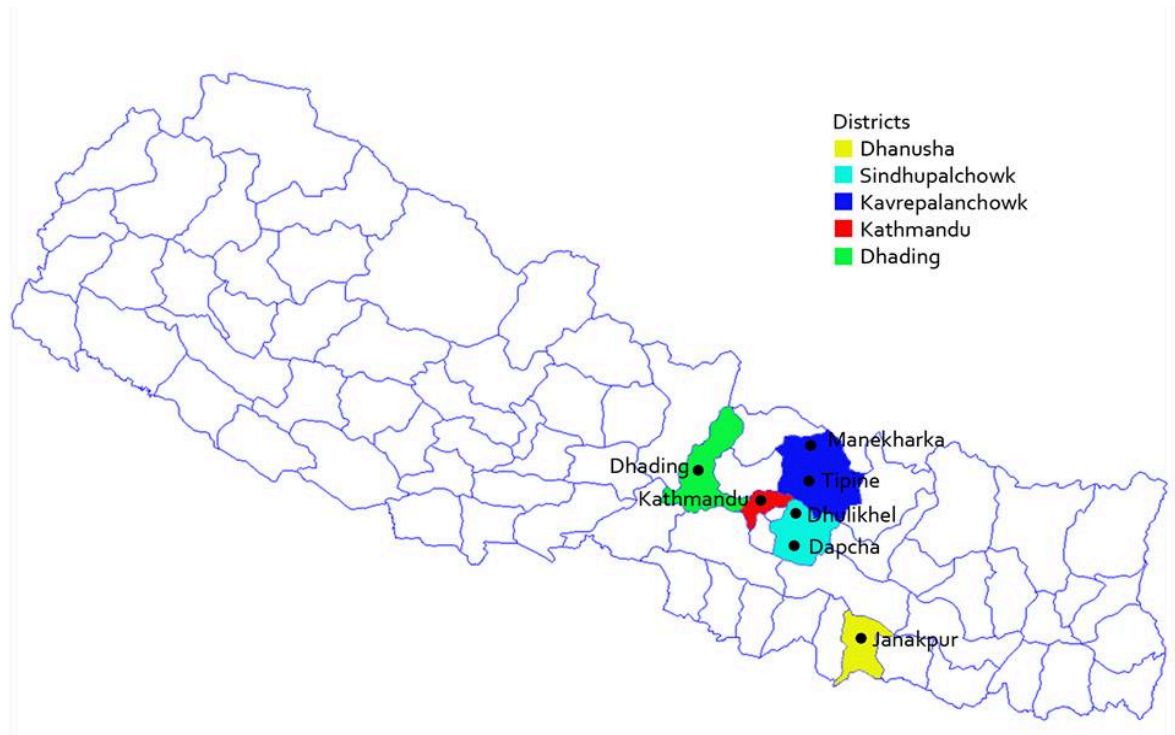 Districts
Dhanusha
Sindhupalchowk
Kavrepalanchowk
Kathmandu
Dhading
Manekharka
Dhading
Tipine
Kathmandu
Dhulikhel
Dapcha
Janakpur